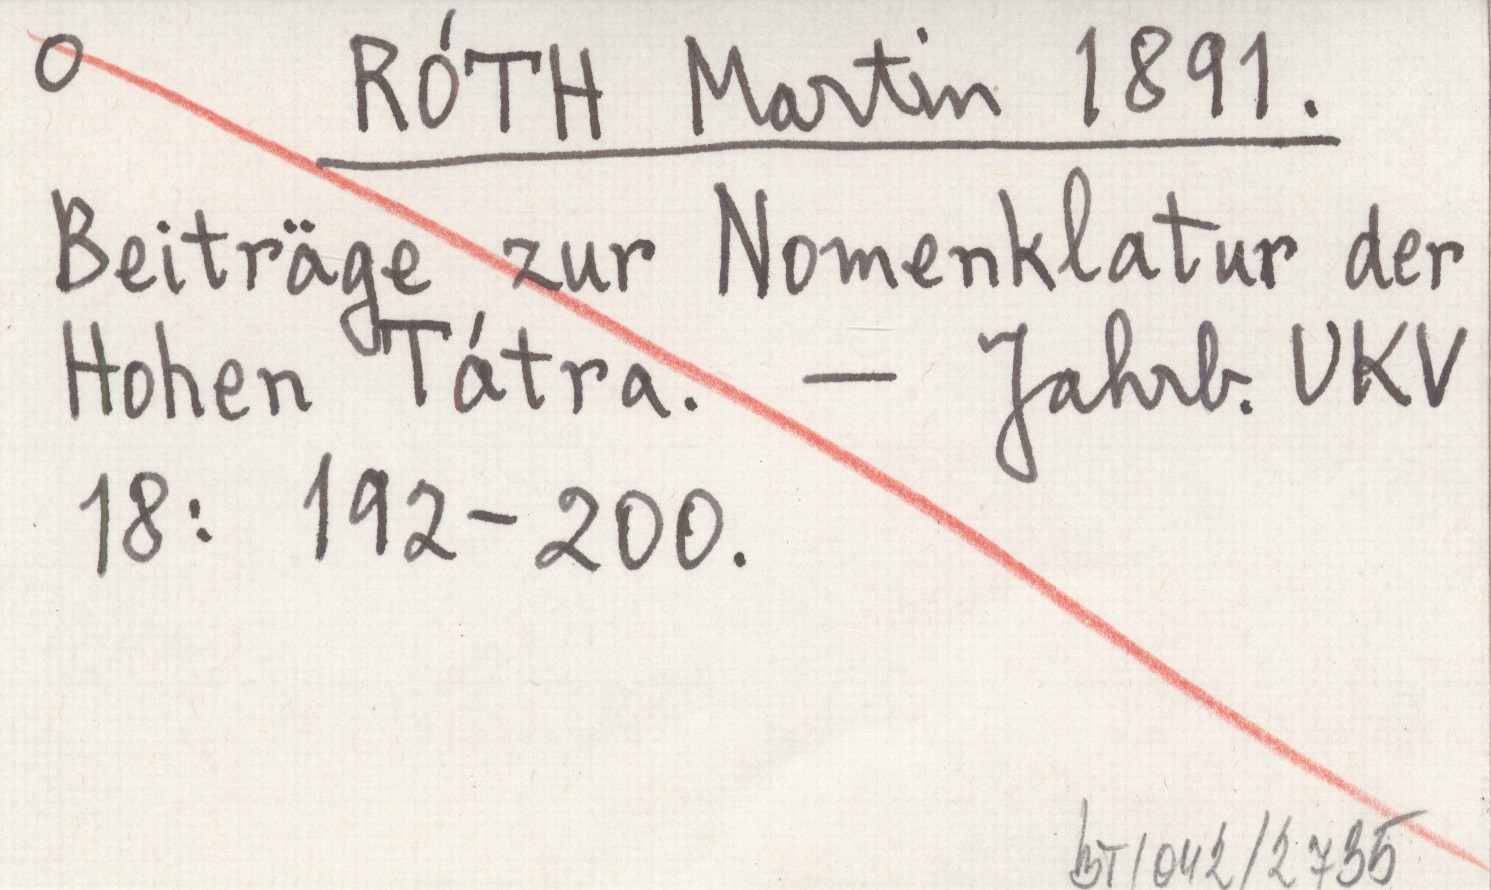 O RÓTH Martin 1891.
Beiträge zur Nomenklatur der
Hohen Tátra. — Jahrb. UKV
18: 192-200.
BT/042/2735